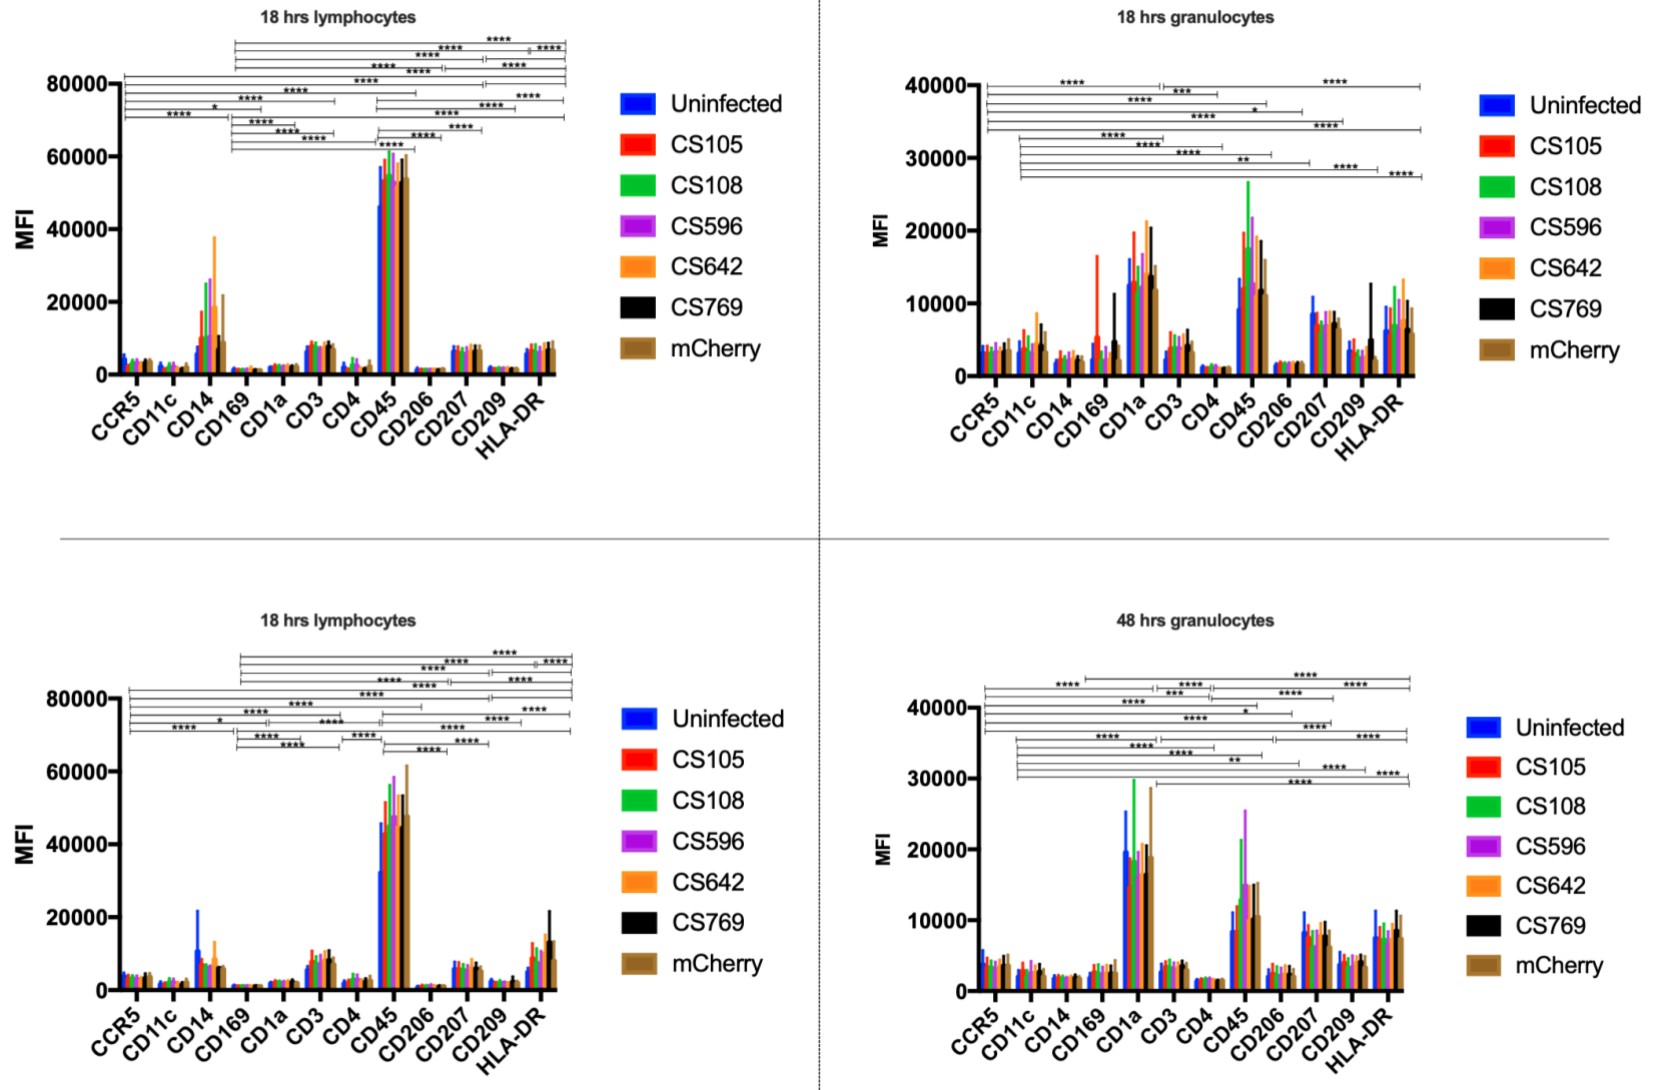 18 hrs lymphocytes
****
**** ****
****
**** ****
****
****
****
**** ****
* ****
**** ****
****
**** ****
**** ****
****
MFI
80000
60000
40000
20000
0
CCR5
CD11c
CD14
CD169
CD1a
CD3
CD4
CD45
CD206
CD207
CD209
HLA-DR
Uninfected
CS105
CS108
CS596
CS642
CS769
mCherry
18 hrs granulocytes
**** ****
***
****
*
****
****
****
****
****
**
****
****
MFI
40000
30000
20000
10000
0
CCR5
CD11c
CD14
CD169
CD1a
CD3
CD4
CD45
CD206
CD207
CD209
HLA-DR
Uninfected
CS105
CS108
CS596
CS642
CS769
mCherry
18 hrs lymphocytes
****
**** ****
****
**** ****
****
****
****
**** ****
* **** ****
**** ****
**** ****
**** ****
****
MFI
80000
60000
40000
20000
0
CCR5
CD11c
CD14
CD169
CD1a
CD3
CD4
CD45
CD206
CD207
CD209
HLA-DR
Uninfected
CS105
CS108
CS596
CS642
CS769
mCherry
48 hrs granulocytes
****
**** **** ****
*** ****
****
*
****
****
**** ****
****
****
**
****
****
****
MFI
40000
30000
20000
10000
0
CCR5
CD11c
CD14
CD169
CD1a
CD3
CD4
CD45
CD206
CD207
CD209
HLA-DR
Uninfected
CS105
CS108
CS596
CS642
CS769
mCherry